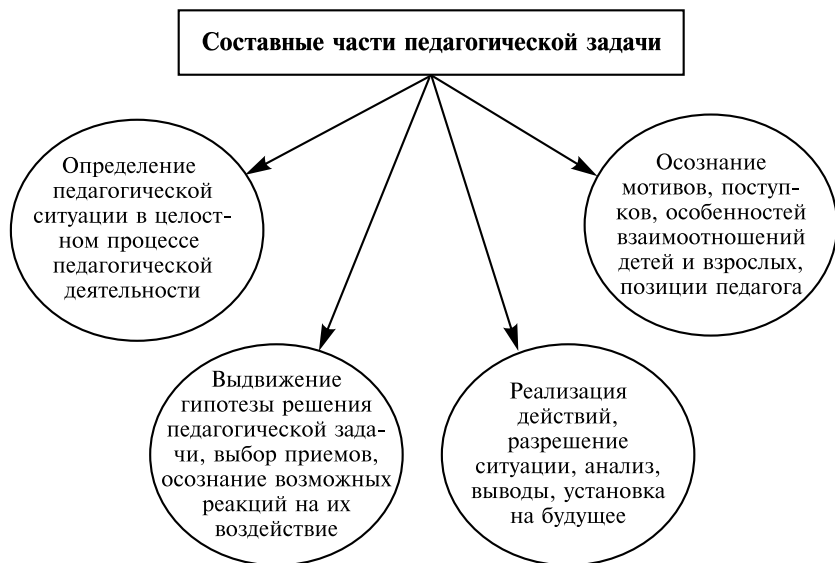 Составные части педагогической задачи
Определение
педагогической
ситуации в целост-
ном процессе
педагогической
деятельности
Осознание
мотивов, поступ-
ков, особенностей
взаимоотношений
детей и взрослых,
позиции педагога
Выдвижение
гипотезы решения
педагогической зада-
чи, выбор приемов,
осознание возможных
реакций на их
воздействие
Реализация
действий,
разрешение
ситуации, анализ,
выводы, установка
на будущее